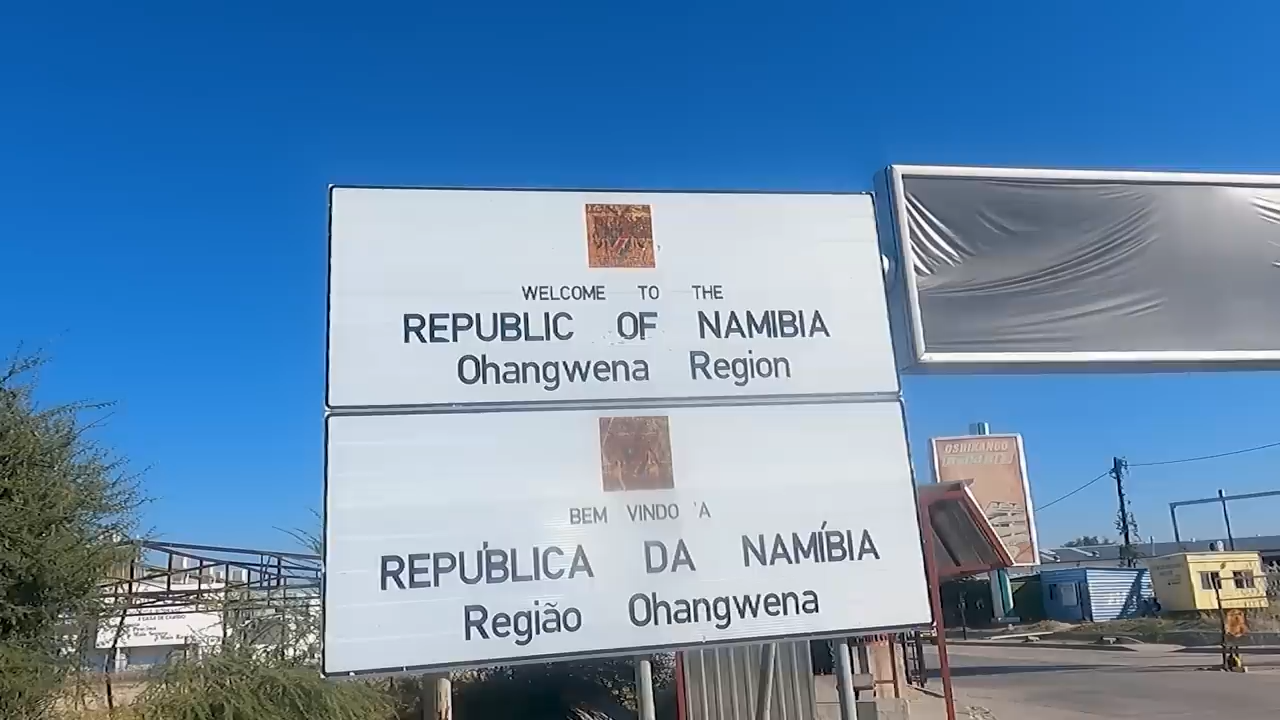 WELCOME TO THE
REPUBLIC OF NAMIBIA
Ohangwena Region
BEM VINDO 'A
REPÚBLICA DA NAMÍBIA
Região Ohangwena
OSHIKANGO